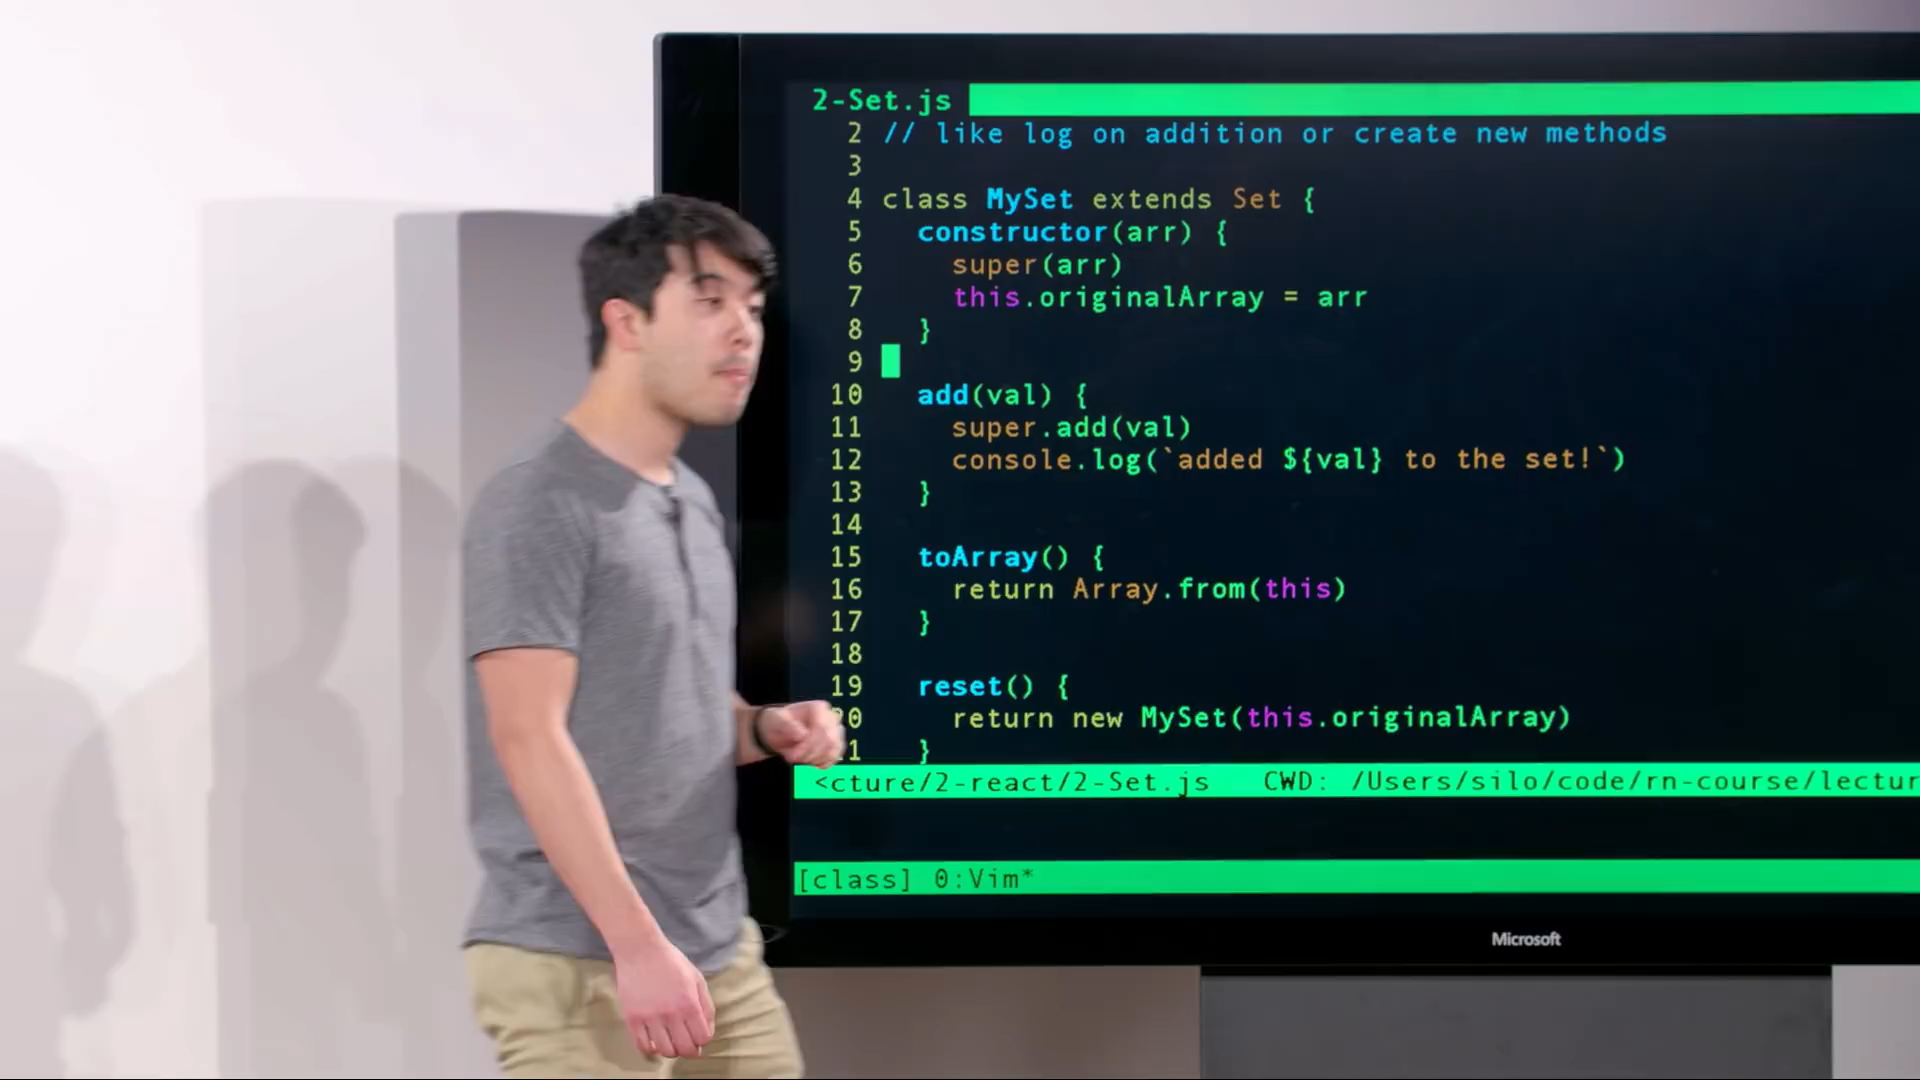 2-Set.js
2 // like log on addition or create new methods
3
4 class MySet extends Set {
5 constructor(arr) {
6 super(arr)
7 this.originalArray = arr
8 }
9
10 add(val) {
11 super.add(val)
12 console.log(`added ${val} to the set!`)
13 }
14
15 toArray() {
16 return Array.from(this)
17 }
18
19 reset() {
20 return new MySet(this.originalArray)
1 }
<cture/2-react/2-Set.js CWD: /Users/silo/code/rn-course/lectur
[class] 0:Vim*
Microsoft